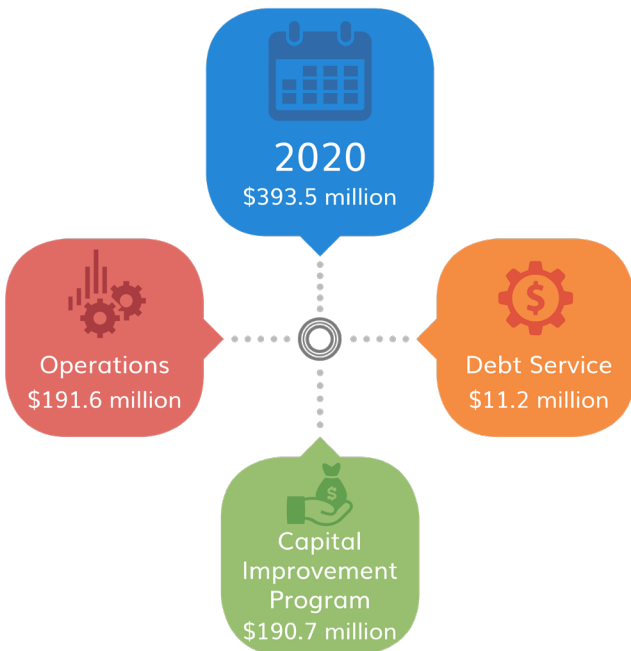 2020
$393.5 million
Operations
$191.6 million
Debt Service
$11.2 million
$
$
Capital
Improvement
Program
$190.7 million